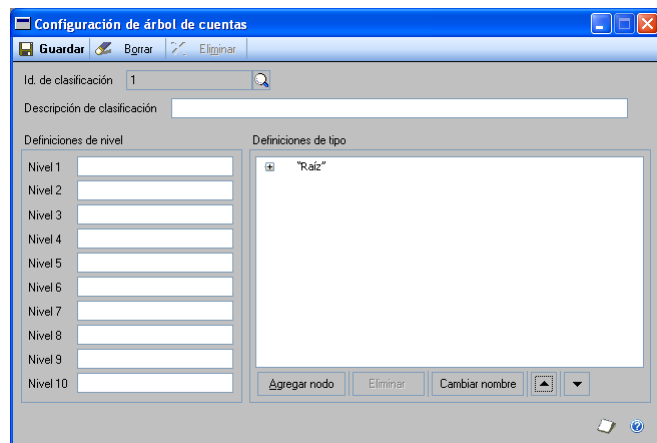 Configuración de árbol de cuentas
Guardar Borrar Eliminar
Id. de clasificación 1
Descripción de clasificación
Definiciones de nivel Definiciones de tipo
Nivel 1 "Raíz"
Nivel 2
Nivel 3
Nivel 4
Nivel 5
Nivel 6
Nivel 7
Nivel 8
Nivel 9
Nivel 10 Agregar nodo Eliminar Cambiar nombre